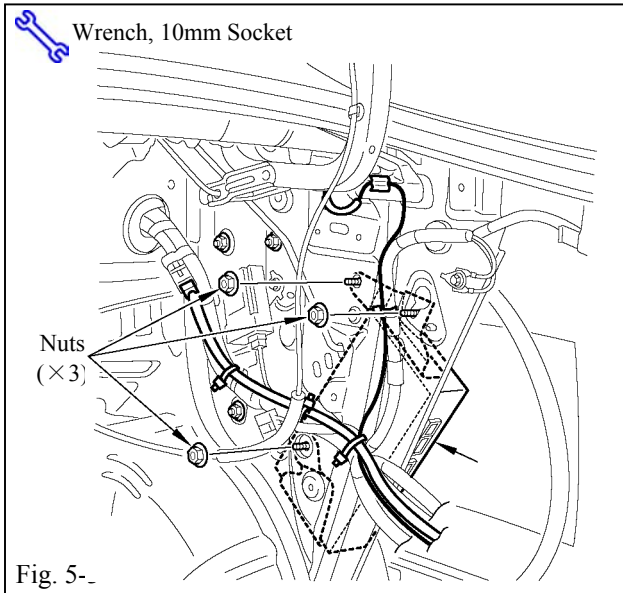 Wrench, 10mm Socket
Nuts
(×3)
Fig. 5-